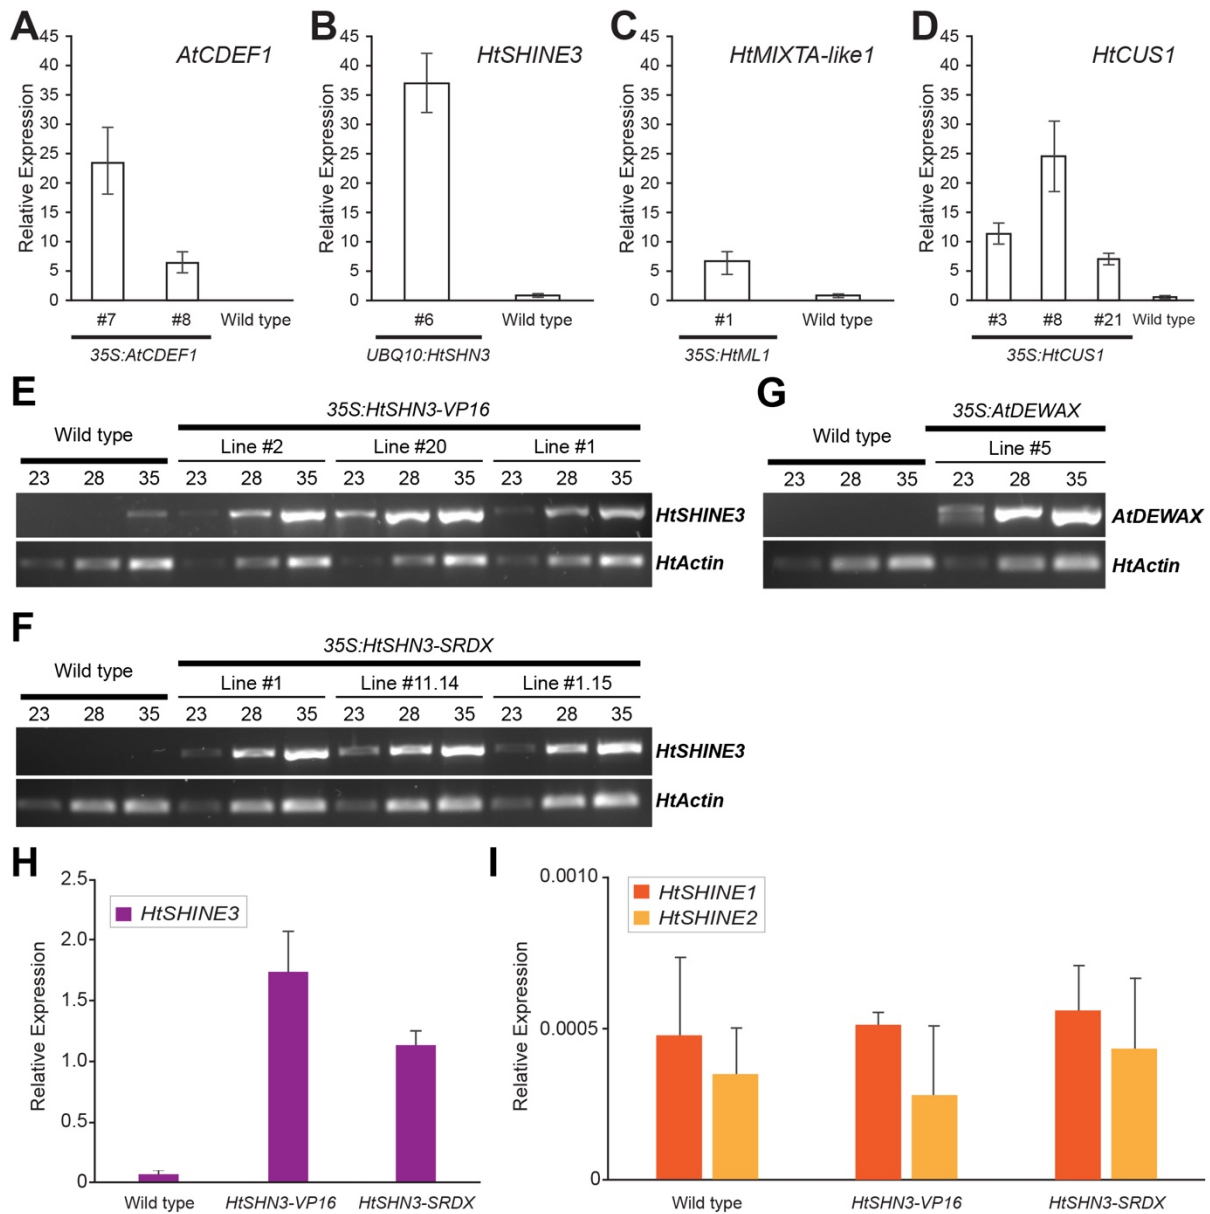 A
AtCDEF1
Relative Expression
45
40
35
30
25
20
15
10
5
0
#7 #8 Wild type
35S:AtCDEF1
B
HtSHINE3
Relative Expression
45
40
35
30
25
20
15
10
5
0
#6 Wild type
UBQ10:HtSHN3
C
HtMIXTA-like1
Relative Expression
45
40
35
30
25
20
15
10
5
0
#1 Wild type
35S:HtML1
D
HtCUS1
Relative Expression
45
40
35
30
25
20
15
10
5
0
#3 #8 #21 Wild type
35S:HtCUS1
E
35S:HtSHN3-VP16
Wild type
Line #2 Line #20 Line #1
23 28 35 23 28 35 23 28 35 23 28 35
HtSHINE3
HtActin
G
35S:AtDEWAX
Wild type
Line #5
23 28 35 23 28 35
AtDEWAX
HtActin
F
35S:HtSHN3-SRDX
Wild type
Line #1 Line #11.14 Line #1.15
23 28 35 23 28 35 23 28 35 23 28 35
HtSHINE3
HtActin
H
HtSHINE3
Relative Expression
2.5
2.0
1.5
1.0
0.5
0
Wild type HtSHN3-VP16 HtSHN3-SRDX
I
HtSHINE1
HtSHINE2
Relative Expression
0.0010
0.0005
0
Wild type HtSHN3-VP16 HtSHN3-SRDX